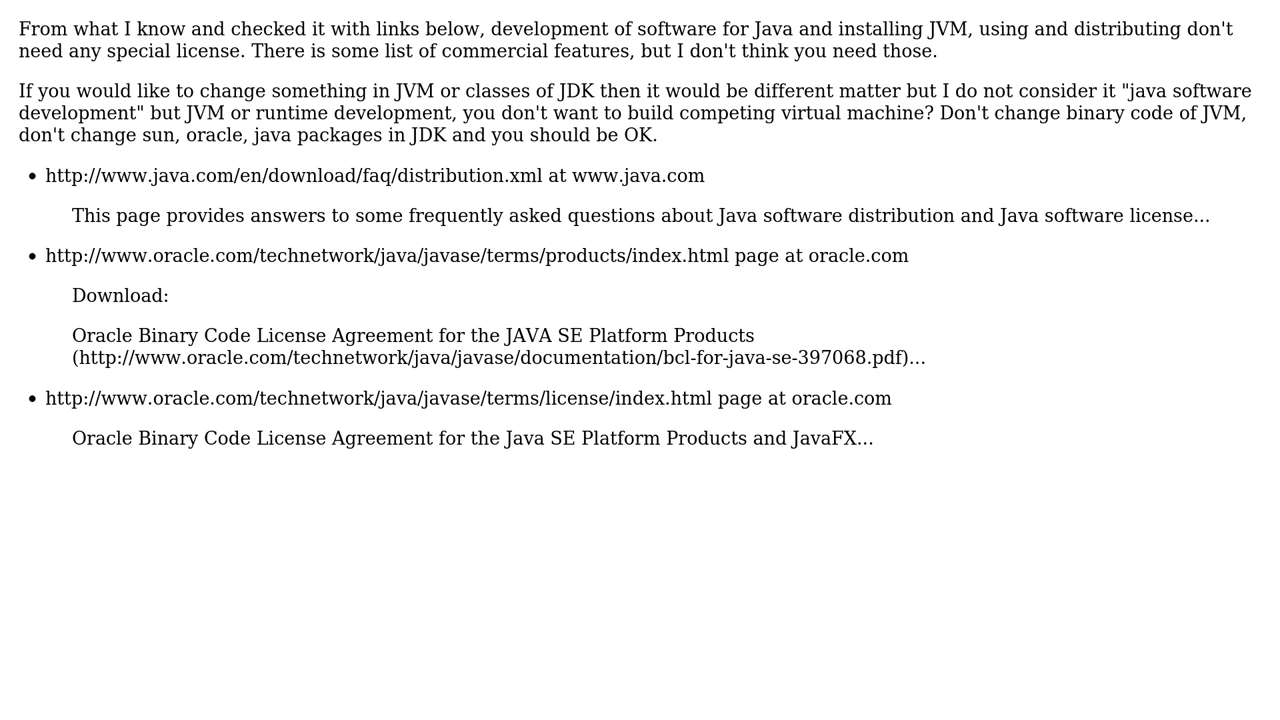 From what I know and checked it with links below, development of software for Java and installing JVM, using and distributing don't
need any special license. There is some list of commercial features, but I don't think you need those.
If you would like to change something in JVM or classes of JDK then it would be different matter but I do not consider it "java software
development" but JVM or runtime development, you don't want to build competing virtual machine? Don't change binary code of JVM,
don't change sun, oracle, java packages in JDK and you should be OK.
• http://www.java.com/en/download/faq/distribution.xml at www.java.com
This page provides answers to some frequently asked questions about Java software distribution and Java software license...
• http://www.oracle.com/technetwork/java/javase/terms/products/index.html page at oracle.com
Download:
Oracle Binary Code License Agreement for the JAVA SE Platform Products
(http://www.oracle.com/technetwork/java/javase/documentation/bcl-for-java-se-397068.pdf)...
• http://www.oracle.com/technetwork/java/javase/terms/license/index.html page at oracle.com
Oracle Binary Code License Agreement for the Java SE Platform Products and JavaFX...